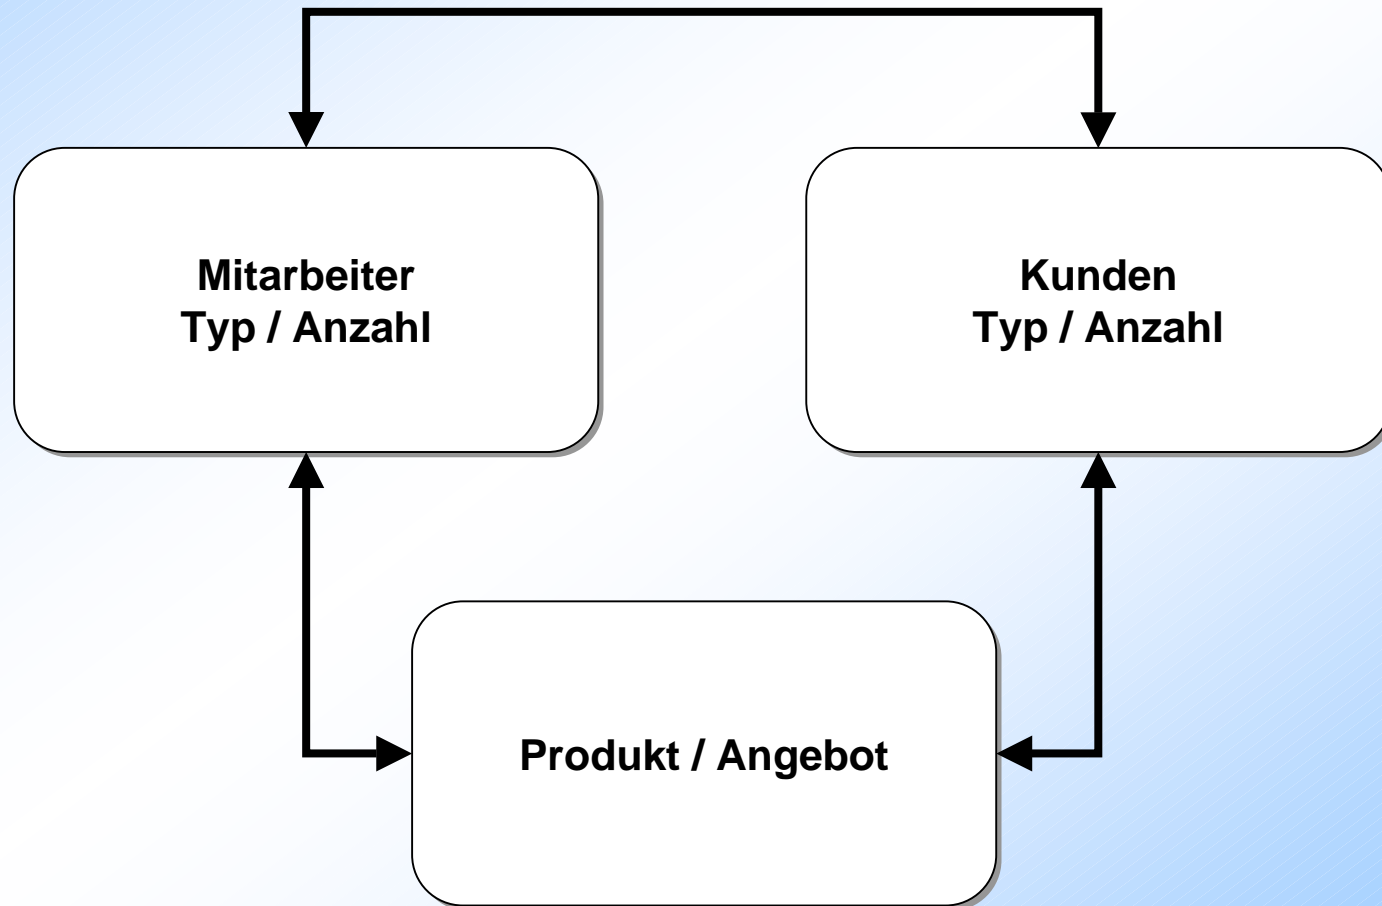 Mitarbeiter
Typ / Anzahl
Kunden
Typ / Anzahl
Produkt / Angebot